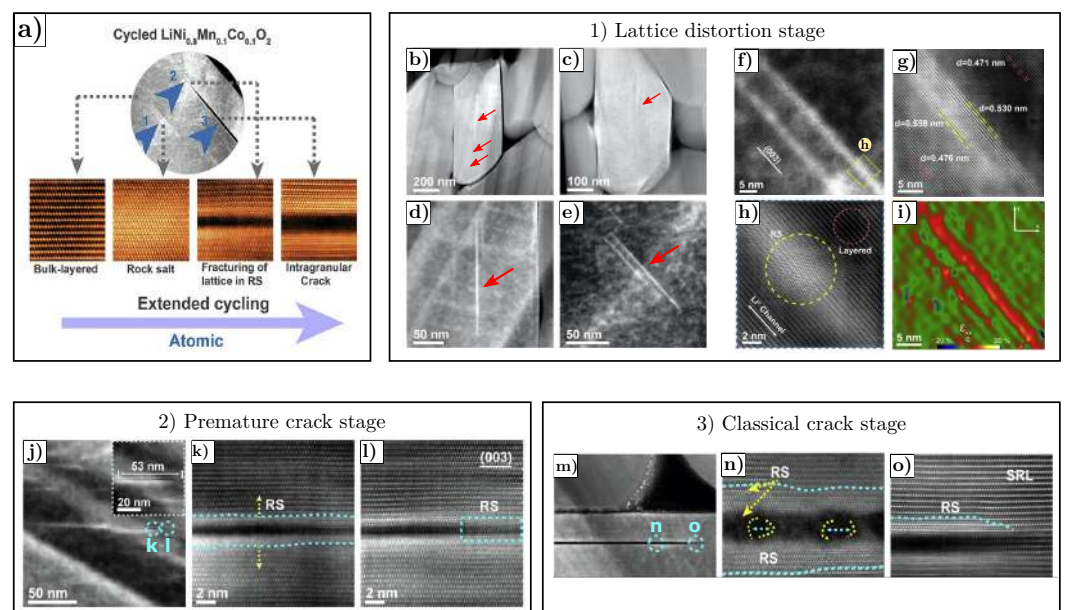 a)
Cycled LiNi0.8Mn0.1Co0.1O2
2
1
3
Bulk-layered
Rock salt
Fracturing of lattice in RS
Intragranular Crack
Extended cycling
Atomic
1) Lattice distortion stage
b)
200 nm
c)
100 nm
d)
50 nm
e)
50 nm
f)
(003)
h
5 nm
g)
d=0.471 nm
d=0.530 nm
d=0.476 nm
5 nm
h)
RS
Layered
Li+ Channel
2 nm
i)
5 nm
20 %
20 %
2) Premature crack stage
j)
53 nm
20 nm
k l
50 nm
k)
RS
2 nm
l)
(003)
RS
2 nm
3) Classical crack stage
m)
n
o
n)
RS
RS
o)
SRL
RS